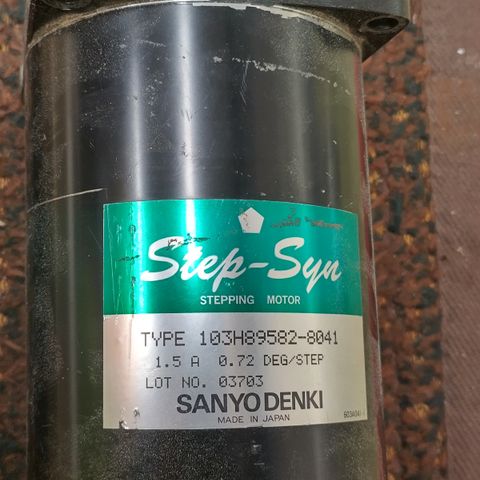 Step-Syn
STEPPING MOTOR
TYPE 103H89582-8041
1.5 A 0.72 DEG/STEP
LOT NO. 03703
SANYO DENKI
MADE IN JAPAN